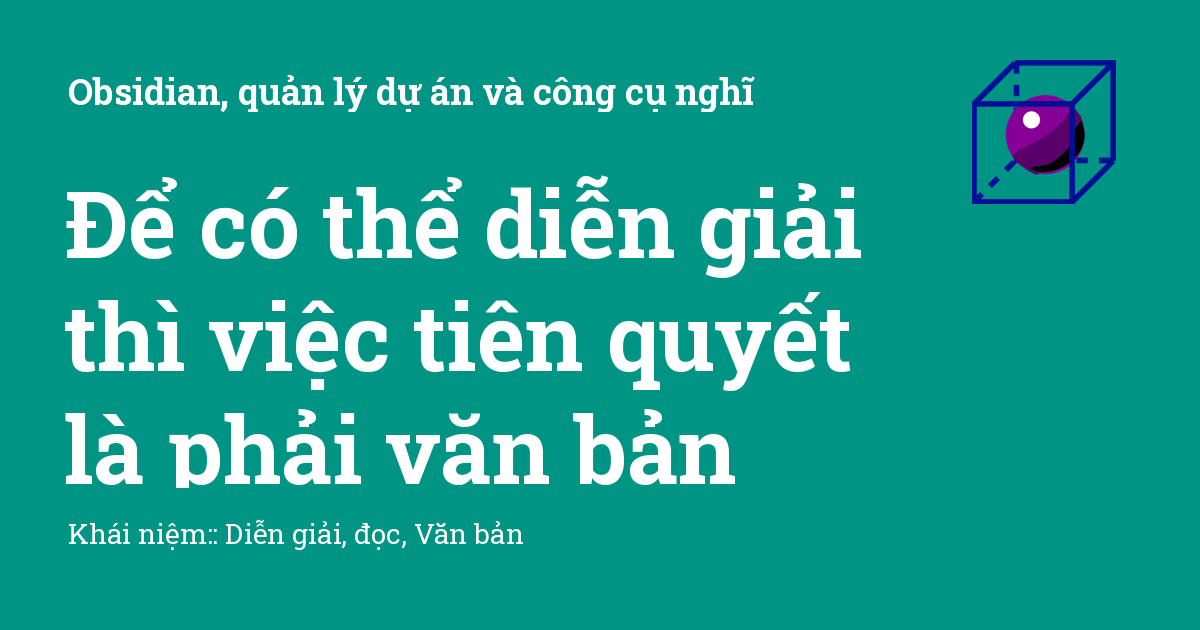 Obsidian, quản lý dự án và công cụ nghĩ
Để có thể diễn giải
thì việc tiên quyết
là phải văn bản
Khái niệm:: Diễn giải, đọc, Văn bản